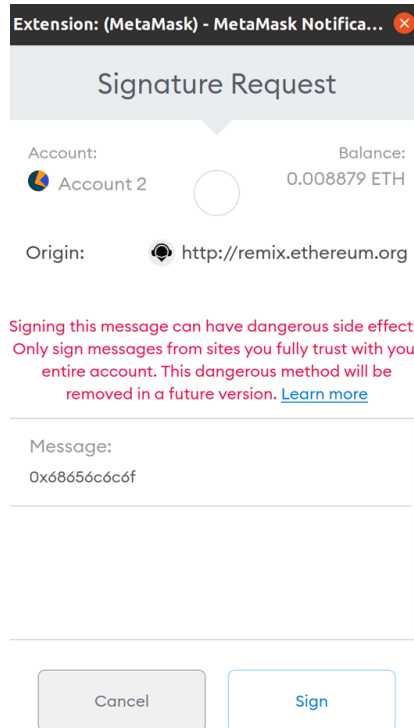 Extension: (MetaMask) - MetaMask Notifica...
Signature Request
Account:
Balance:
Account 2
0.008879 ETH
Origin:
http://remix.ethereum.org
Signing this message can have dangerous side effect
Only sign messages from sites you fully trust with you
entire account. This dangerous method will be
removed in a future version. Learn more
Message:
0x68656c6c6f
Cancel
Sign